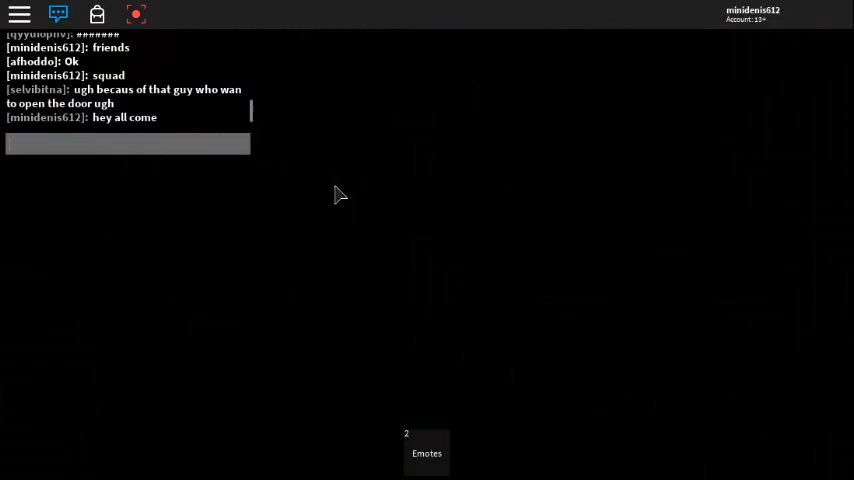 minidenis612
Account: 13+
[qyydiophv]: #######
[minidenis612]: friends
[afhoddo]: Ok
[minidenis612]: squad
[selvibitna]: ugh becaus of that guy who wan
to open the door ugh
[minidenis612]: hey all come
2
Emotes